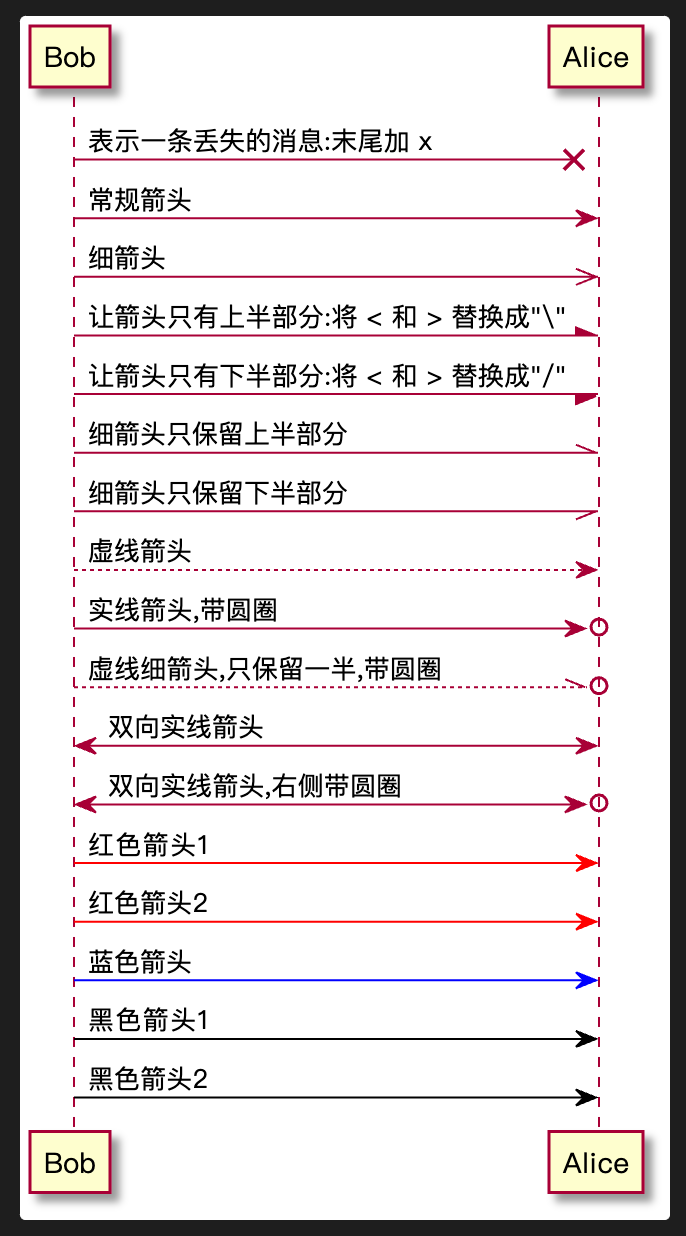 Bob Alice
表示一条丢失的消息:末尾加 x
常规箭头
细箭头
让箭头只有上半部分:将 < 和 > 替换成"\"
让箭头只有下半部分:将 < 和 > 替换成"/"
细箭头只保留上半部分
细箭头只保留下半部分
虚线箭头
实线箭头,带圆圈
虚线细箭头,只保留一半,带圆圈
双向实线箭头
双向实线箭头,右侧带圆圈
红色箭头1
红色箭头2
蓝色箭头
黑色箭头1
黑色箭头2
Bob Alice